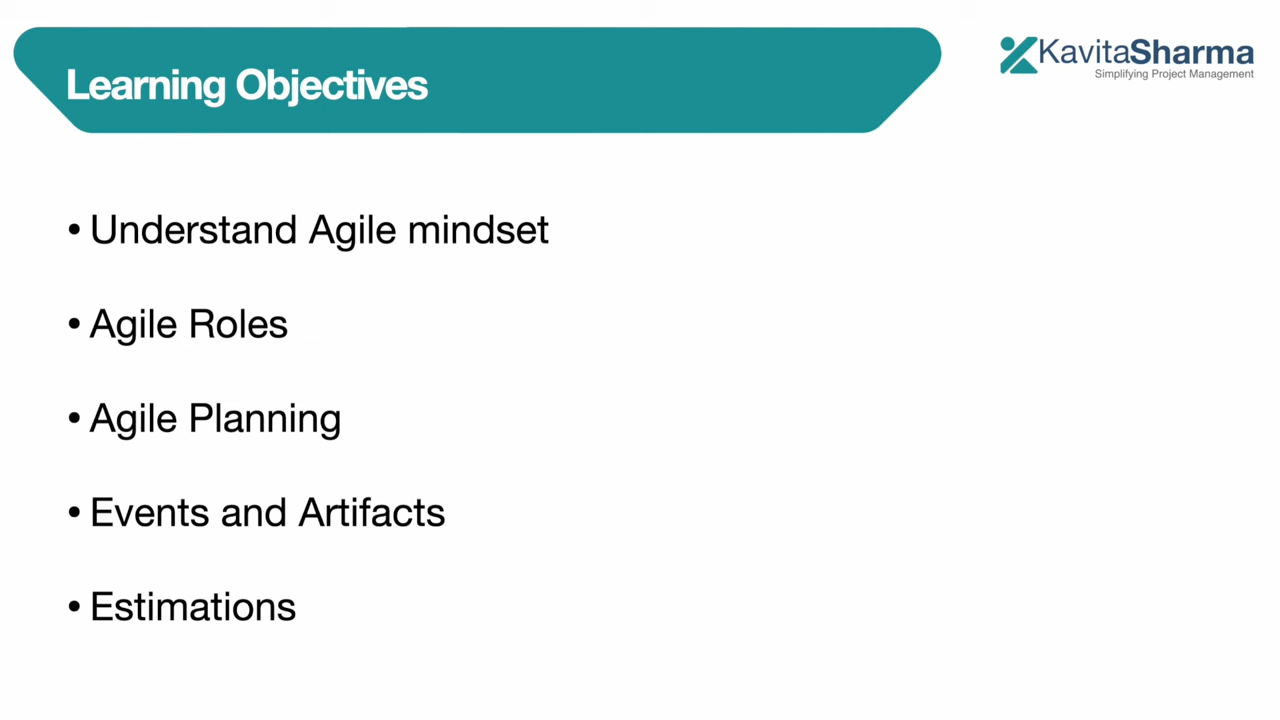 Learning Objectives
KavitaSharma
Simplifying Project Management
• Understand Agile mindset
• Agile Roles
• Agile Planning
• Events and Artifacts
• Estimations